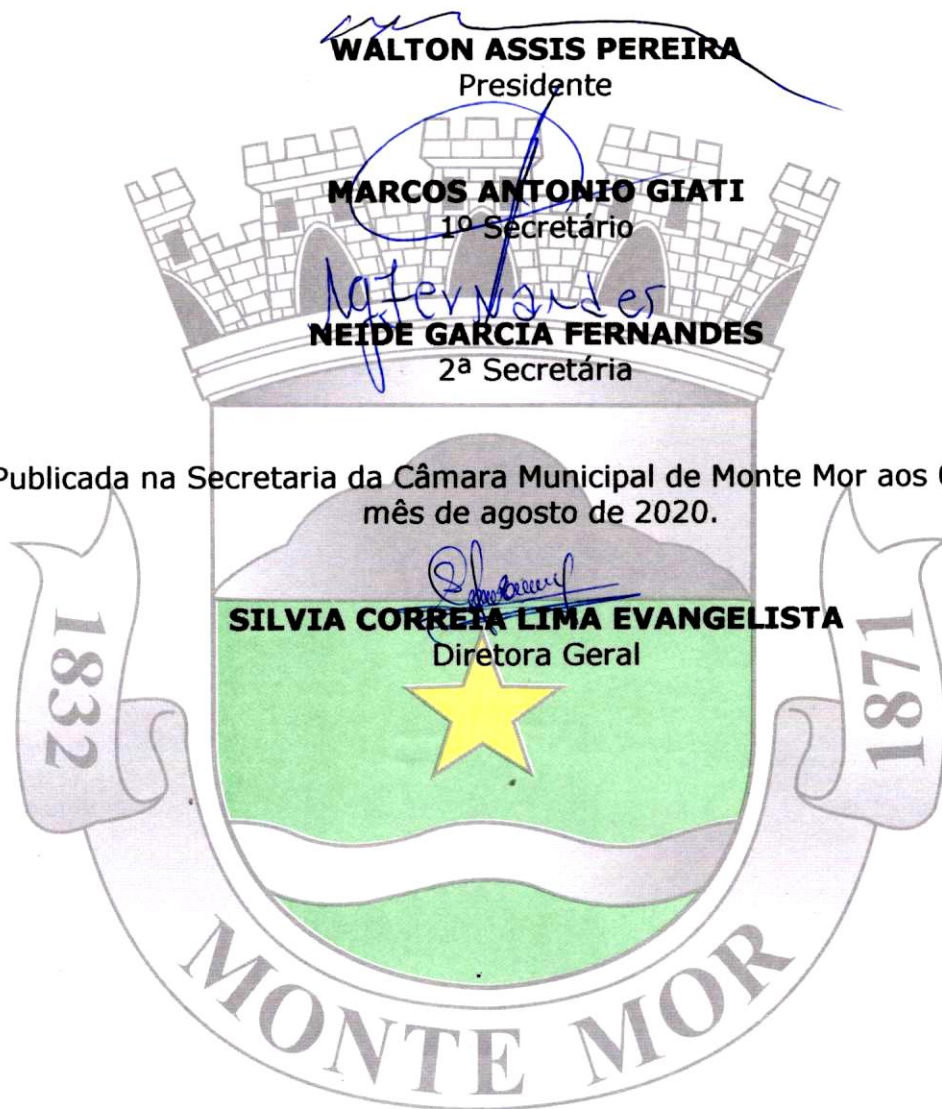 WALTON ASSIS PEREIRA
Presidente
MARCOS ANTONIO GIATI
1º Secretário
Ngfernandes
NEIDE GARCIA FERNANDES
2ª Secretária
Publicada na Secretaria da Câmara Municipal de Monte Mor aos
mês de agosto de 2020.
SILVIA CORREIA LIMA EVANGELISTA
Diretora Geral
1832
1871
MONTE MOR